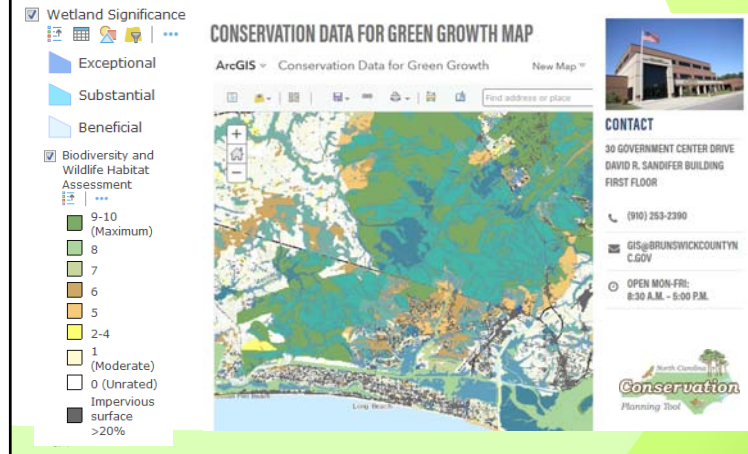 Wetland Significance
Exceptional
Substantial
Beneficial
Biodiversity and
Wildlife Habitat
Assessment
9-10
(Maximum)
8
7
6
5
2-4
1
(Moderate)
0 (Unrated)
Impervious
surface
>20%
CONSERVATION DATA FOR GREEN GROWTH MAP
ArcGIS Conservation Data for Green Growth New Map
Find address or place
+
−
Long Beach
CONTACT
30 GOVERNMENT CENTER DRIVE
DAVID R. SANDIFER BUILDING
FIRST FLOOR
(910) 253-2390
GIS@BRUNSWICKCOUNTYN
C.GOV
OPEN MON-FRI:
8:30 A.M. - 5:00 P.M.
North Carolina
Conservation
Planning Tool